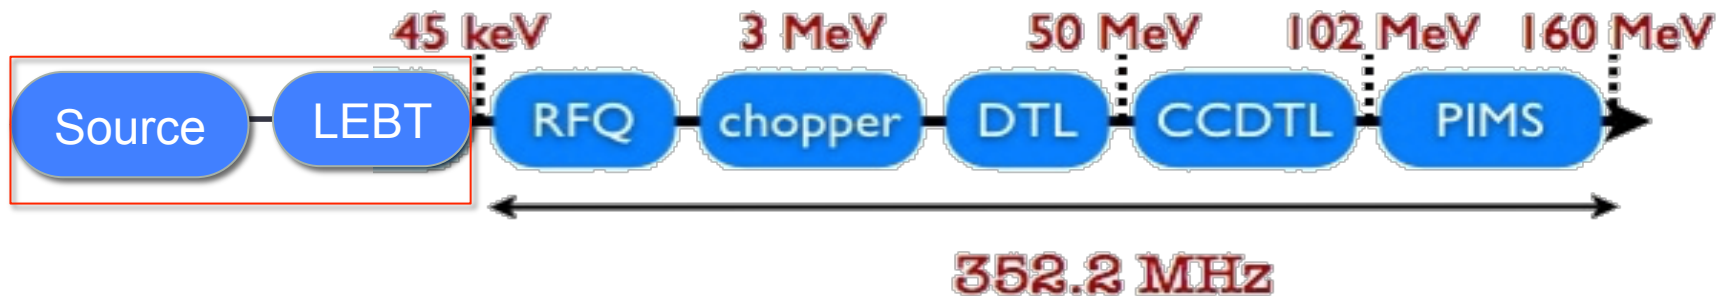 45 keV 3 MeV 50 MeV 102 MeV 160 MeV
Source LEBT RFQ chopper DTL CCDTL PIMS
352.2 MHz